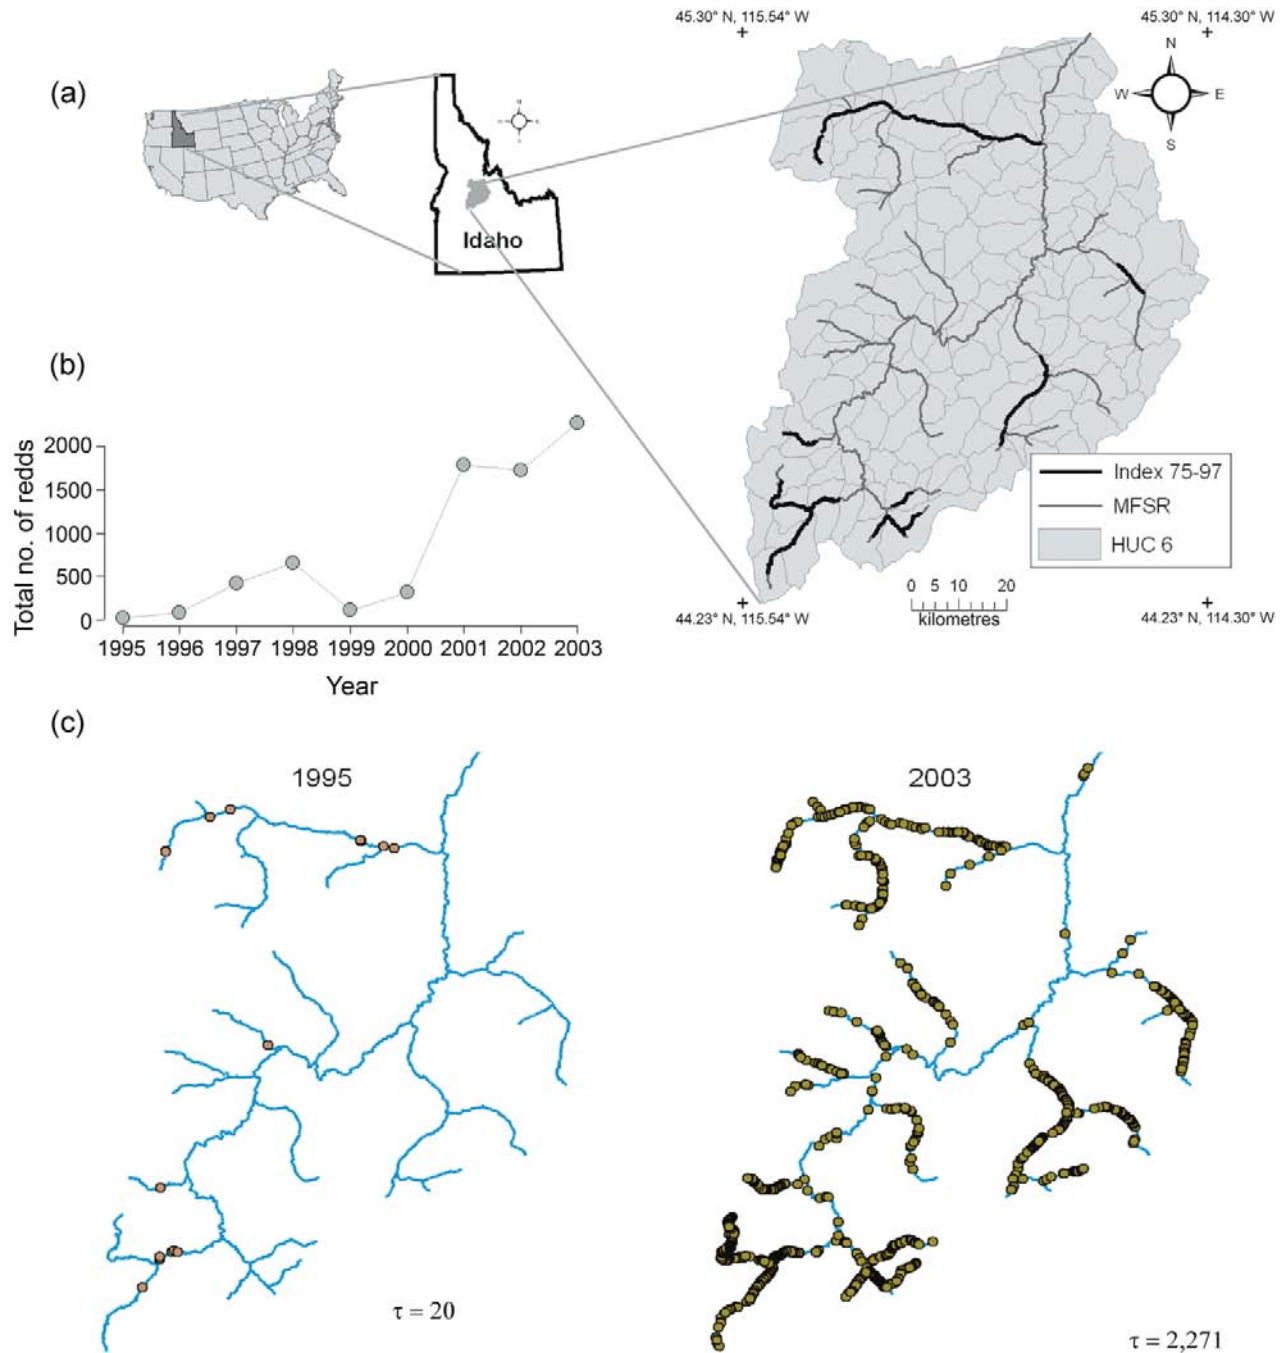 (a)
45.30° N, 115.54° W
45.30° N, 114.30° W
N
W
E
S
Idaho
Index 75-97
MFSR
HUC 6
0 5 10 20
kilometres
44.23° N, 115.54° W
44.23° N, 114.30° W
(b)
Total no. of redds
2000
1500
1000
500
0
1995 1996 1997 1998 1999 2000 2001 2002 2003
Year
(c)
1995
2003
τ = 20
τ = 2,271